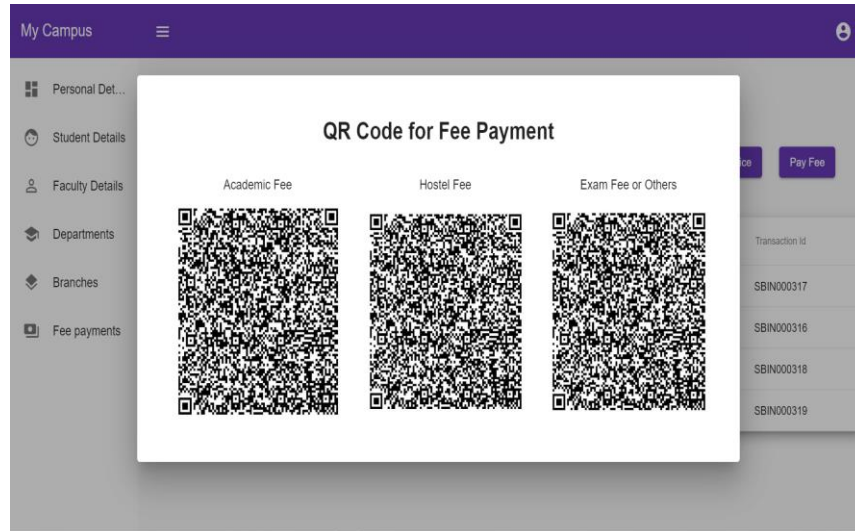 My Campus
Personal Det...
Student Details
Faculty Details
Departments
Branches
Fee payments
QR Code for Fee Payment
Academic Fee
Hostel Fee
Exam Fee or Others
Pay Fee
Transaction Id
SBIN000317
SBIN000316
SBIN000318
SBIN000319